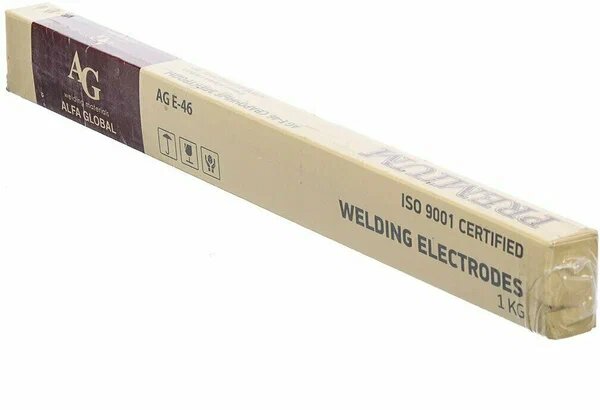 AG
welding materials
ALFA GLOBAL
AG E-46
ISO 9001 CERTIFIED
WELDING ELECTRODES
1 KG
PREMIUM